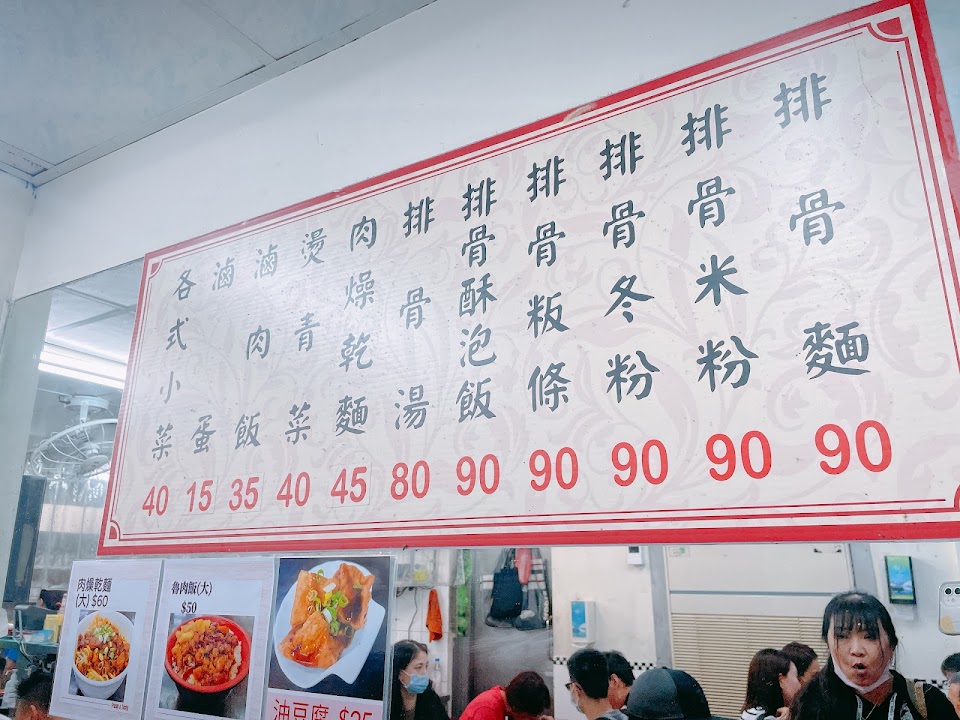 排骨麵 90
排骨米粉 90
排骨冬粉 90
排骨粄條 90
排骨酥泡飯 90
排骨湯 80
肉燥乾麵 45
燙青菜 40
滷肉飯 35
滷蛋 15
各式小菜 40
肉燥乾麵
(大) $60
魯肉飯(大)
$50
油豆腐 $25